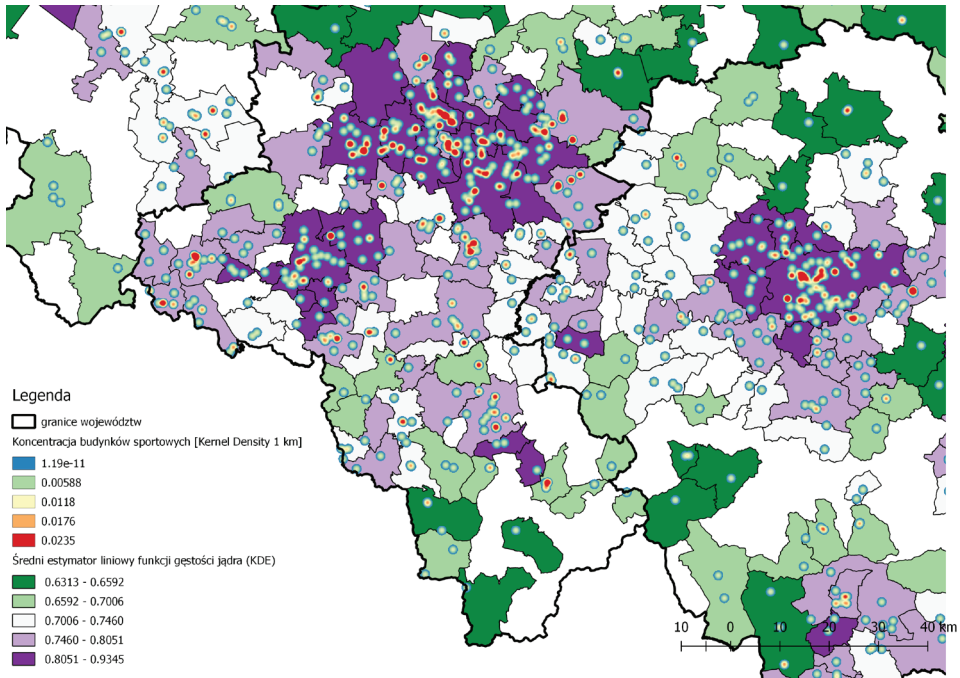 Legenda
granice województw
Koncentracja budynków sportowych [Kernel Density 1 km]
1.19e-11
0.00588
0.0118
0.0176
0.0235
Średni estymator liniowy funkcji gęstości jądra (KDE)
0.6313 - 0.6592
0.6592 - 0.7006
0.7006 - 0.7460
0.7460 - 0.8051
0.8051 - 0.9345
10 0 10 20 30 40 km